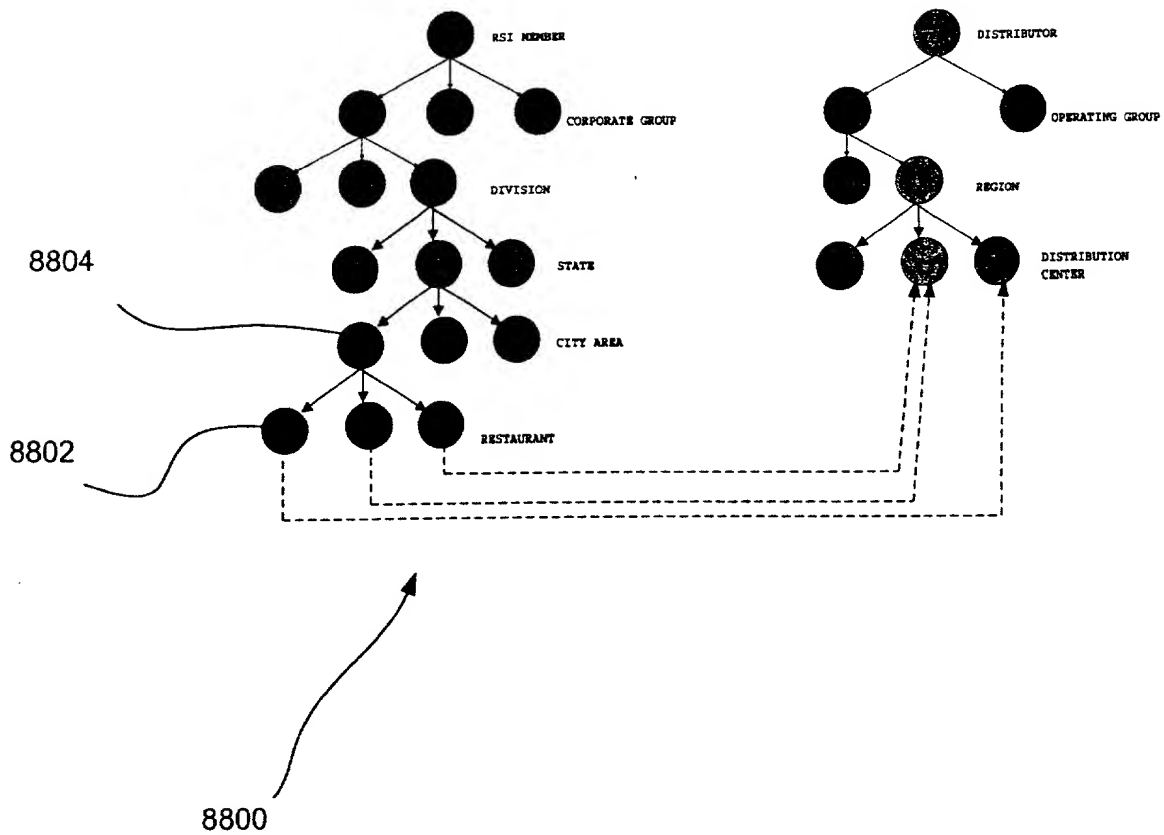 RSI MEMBER
DISTRIBUTOR
CORPORATE GROUP
OPERATING GROUP
DIVISION
REGION
8804
STATE
DISTRIBUTION
CENTER
CITY AREA
8802
RESTAURANT
8800